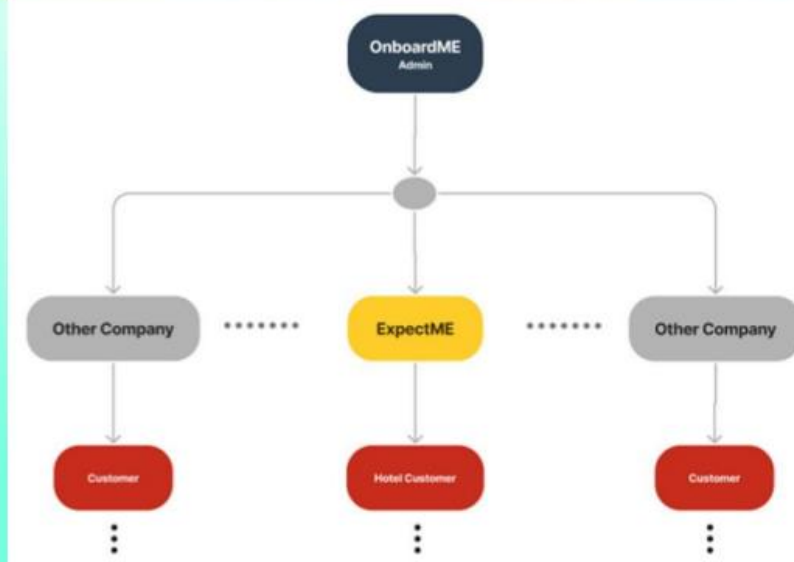 OnboardME
Admin
Other Company
ExpectME
Other Company
Customer
Hotel Customer
Customer